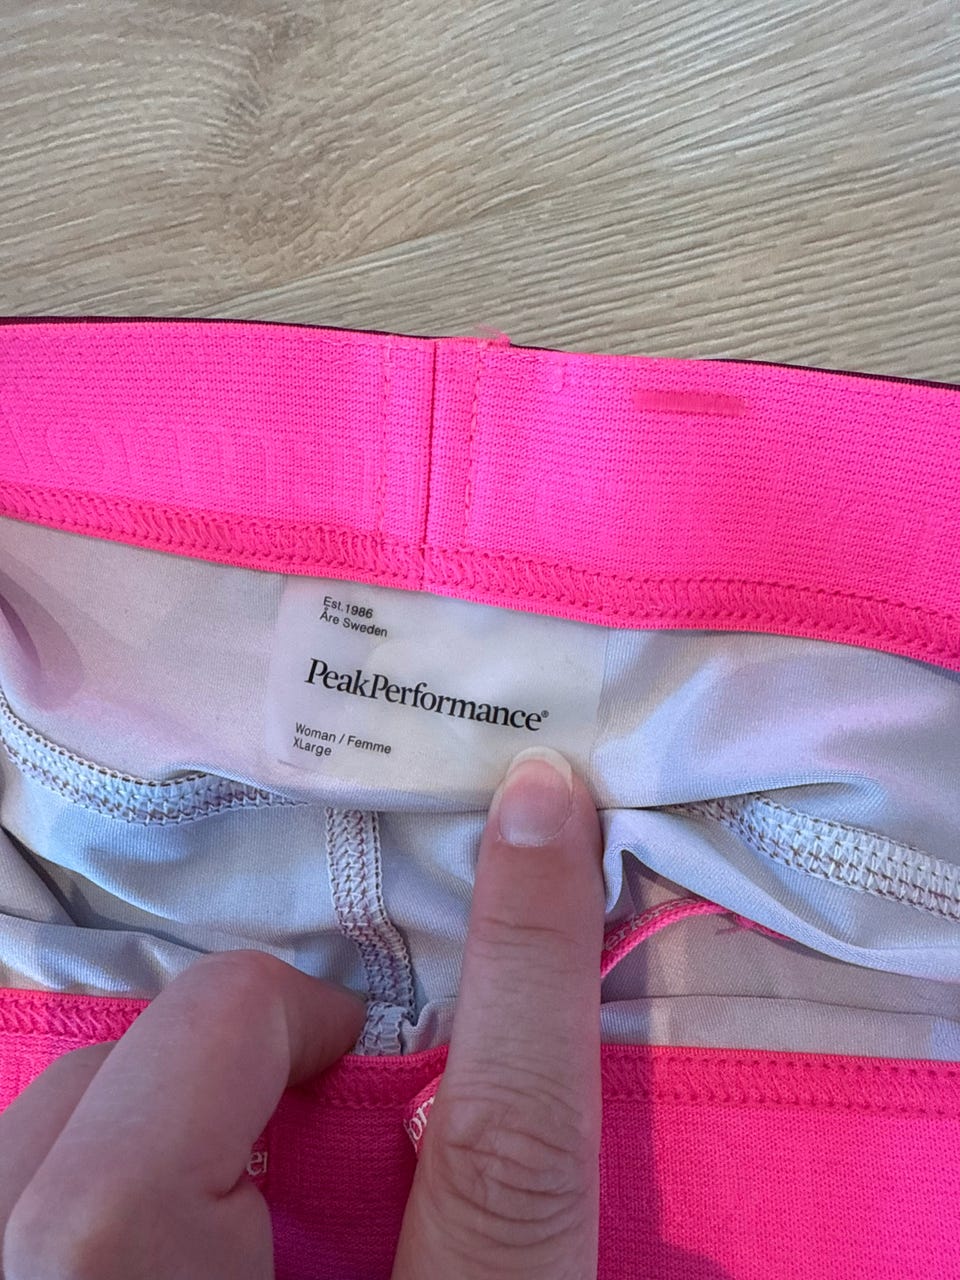 Est.1986
Åre Sweden
PeakPerformance®
Woman / Femme
XLarge